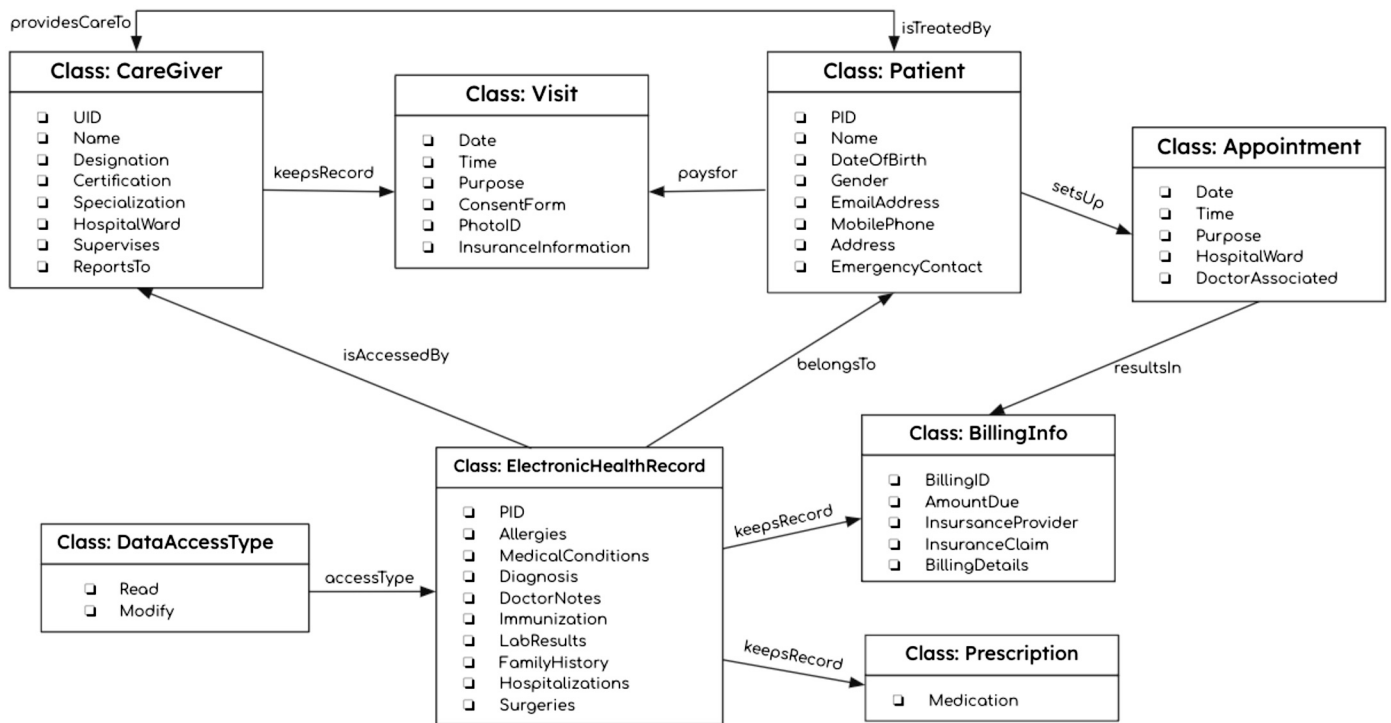 providesCareTo
isTreatedBy
Class: CareGiver
UID
Name
Designation
Certification
Specialization
HospitalWard
Supervises
ReportsTo
keepsRecord
Class: Visit
Date
Time
Purpose
ConsentForm
PhotoID
InsuranceInformation
paysfor
Class: Patient
PID
Name
DateOfBirth
Gender
EmailAddress
MobilePhone
Address
EmergencyContact
setsUp
Class: Appointment
Date
Time
Purpose
HospitalWard
DoctorAssociated
isAccessedBy
belongsTo
resultsIn
Class: DataAccessType
Read
Modify
accessType
Class: ElectronicHealthRecord
PID
Allergies
MedicalConditions
Diagnosis
DoctorNotes
Immunization
LabResults
FamilyHistory
Hospitalizations
Surgeries
keepsRecord
Class: BillingInfo
BillingID
AmountDue
InsursanceProvider
InsuranceClaim
BillingDetails
keepsRecord
Class: Prescription
Medication